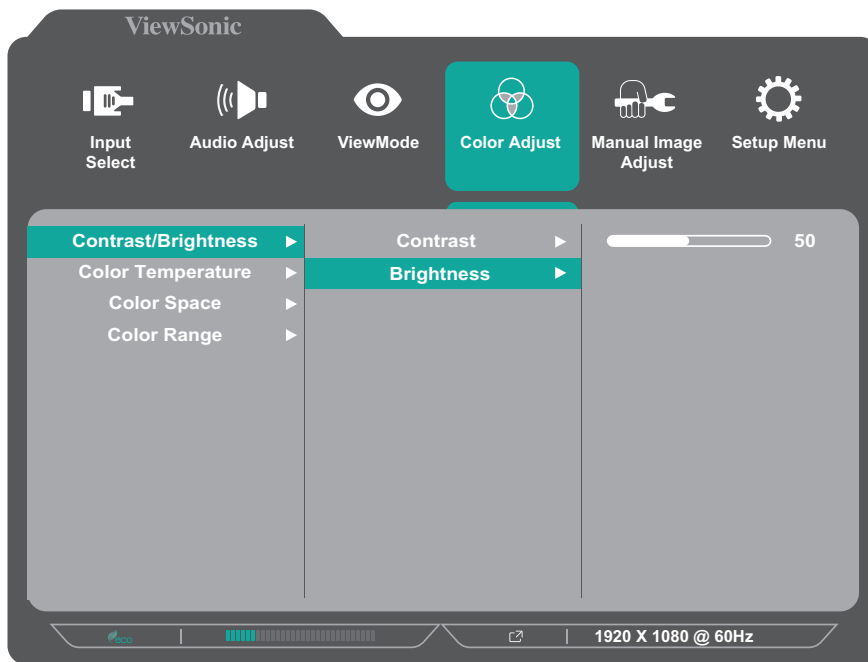 ViewSonic
Input
Select
Audio Adjust
ViewMode
Color Adjust
Manual Image
Adjust
Setup Menu
Contrast/Brightness
Color Temperature
Color Space
Color Range
Contrast
Brightness
50
eco
1920 X 1080 @ 60Hz